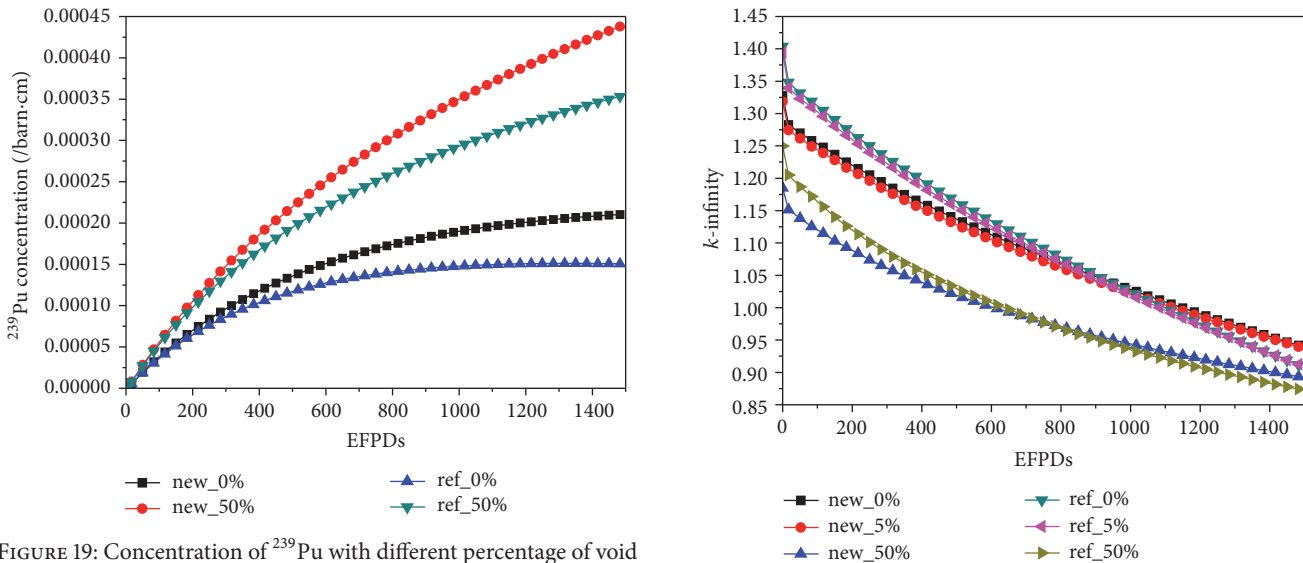 0.00045
0.00040
0.00035
0.00030
0.00025
0.00020
0.00015
0.00010
0.00005
0.00000
²³⁹Pu concentration (/barn·cm)
0 200 400 600 800 1000 1200 1400
EFPDs
new_0% ref_0%
new_50% ref_50%
FIGURE 19: Concentration of ²³⁹Pu with different percentage of void
1.45
1.40
1.35
1.30
1.25
1.20
1.15
1.10
1.05
1.00
0.95
0.90
0.85
k-infinity
0 200 400 600 800 1000 1200 1400
EFPDs
new_0% ref_0%
new_5% ref_5%
new_50% ref_50%